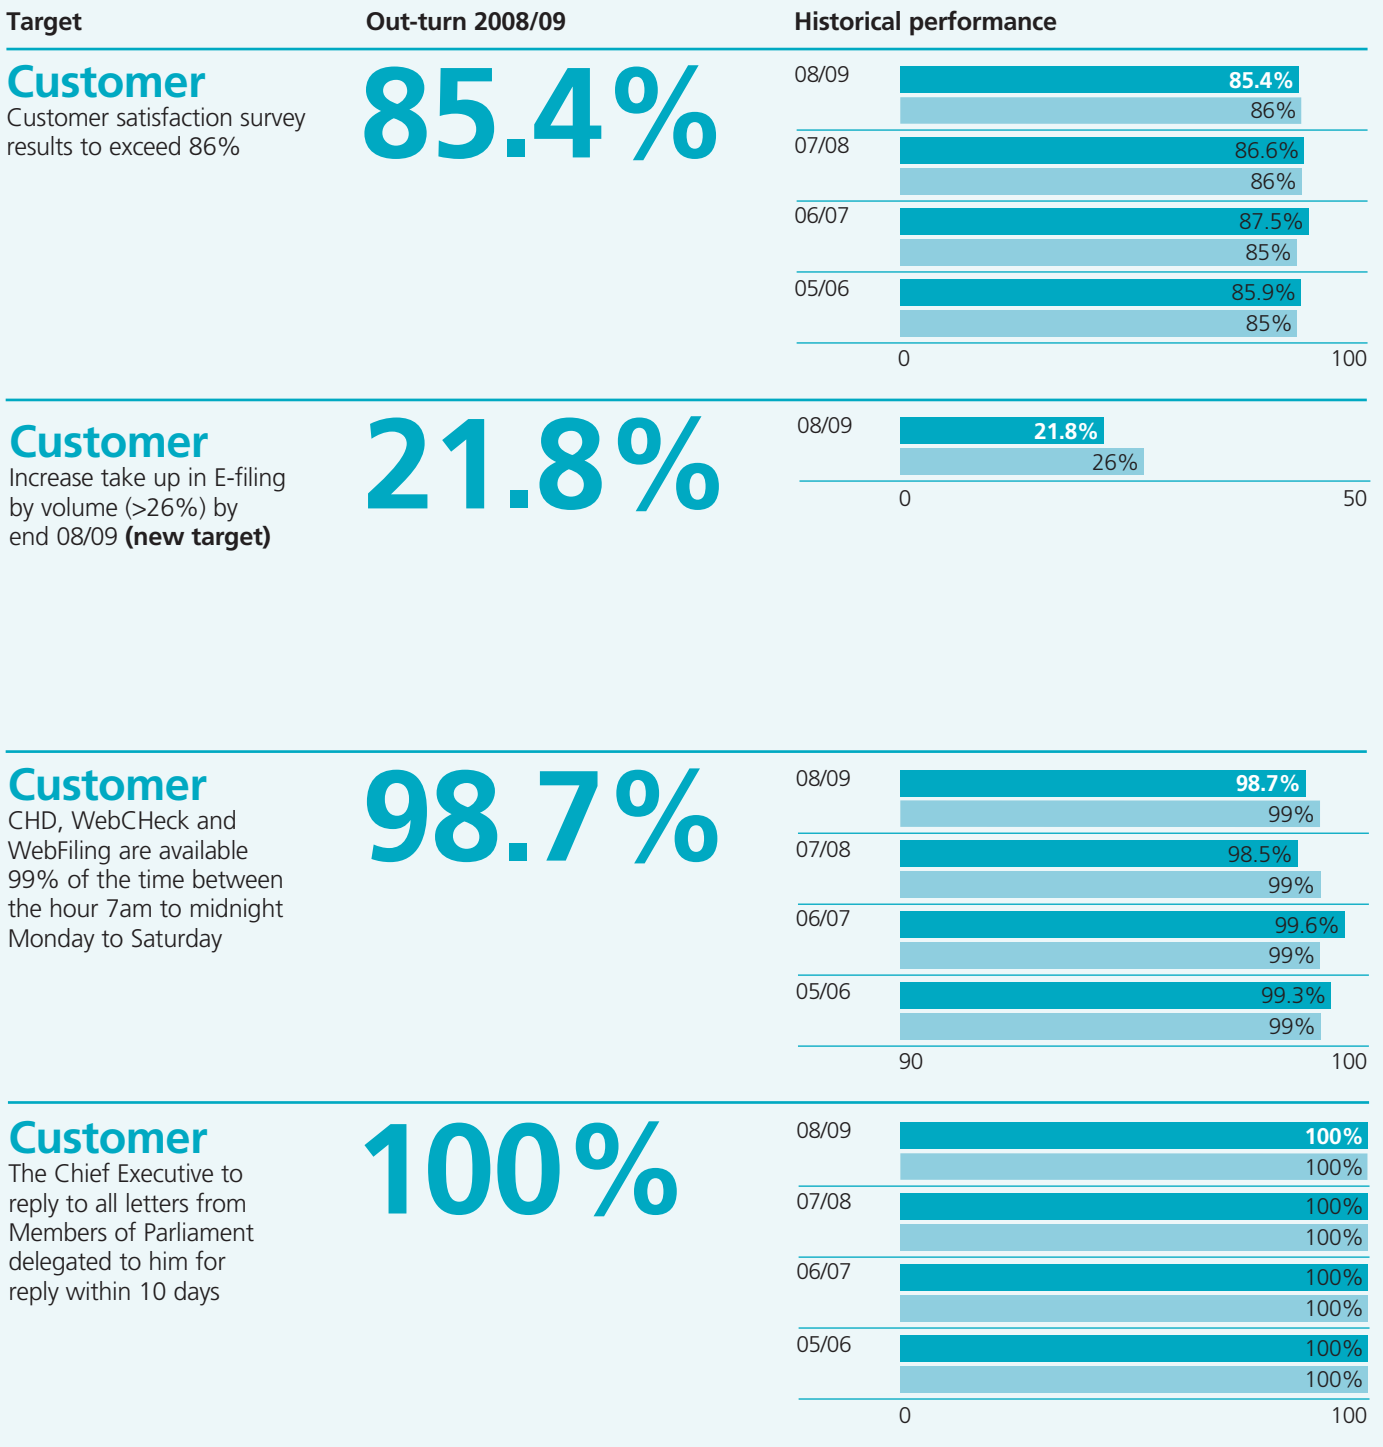 Target
Out-turn 2008/09
Historical performance
Customer
Customer satisfaction survey
results to exceed 86%
85.4%
08/09
85.4%
86%
07/08
86.6%
86%
06/07
87.5%
85%
05/06
85.9%
85%
0
100
Customer
Increase take up in E-filing
by volume (>26%) by
end 08/09 (new target)
21.8%
08/09
21.8%
26%
0
50
Customer
CHD, WebCHeck and
WebFiling are available
99% of the time between
the hour 7am to midnight
Monday to Saturday
98.7%
08/09
98.7%
99%
07/08
98.5%
99%
06/07
99.6%
99%
05/06
99.3%
99%
90
100
Customer
The Chief Executive to
reply to all letters from
Members of Parliament
delegated to him for
reply within 10 days
100%
08/09
100%
100%
07/08
100%
100%
06/07
100%
100%
05/06
100%
100%
0
100